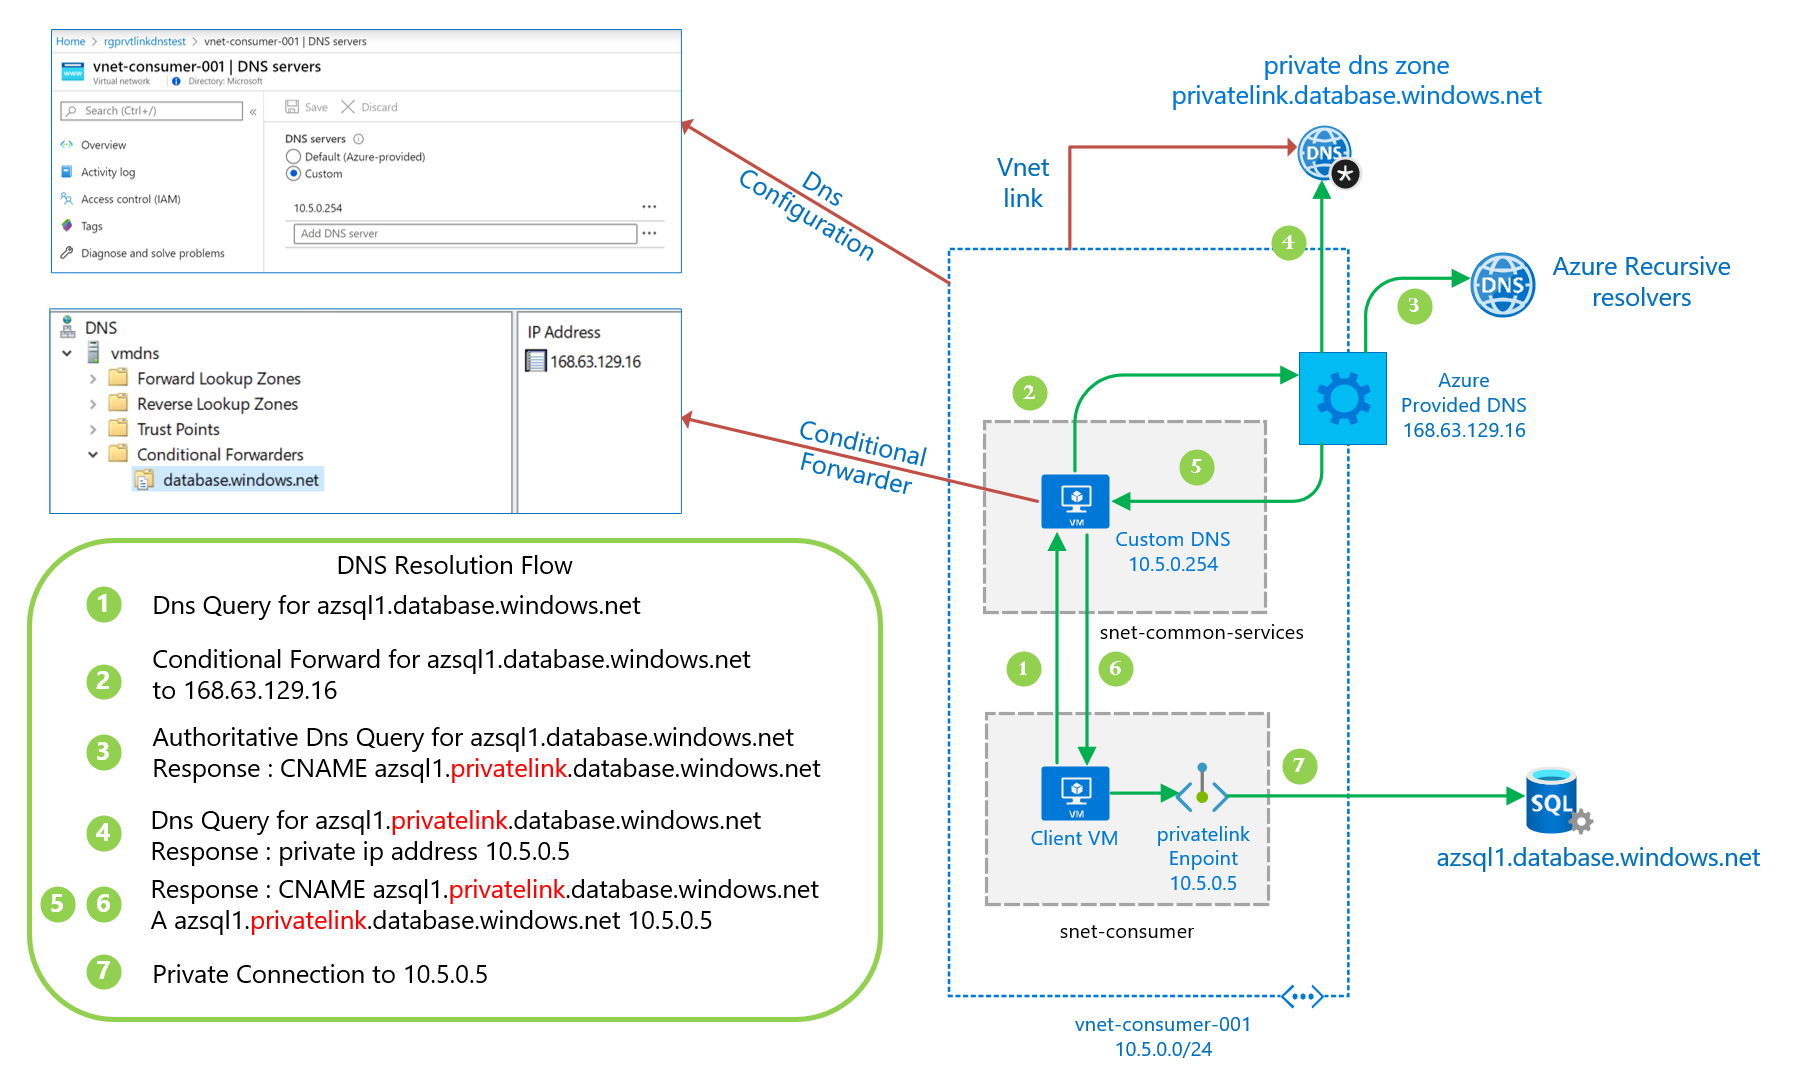 Home > rgprvtlinkdnstest > vnet-consumer-001 | DNS servers
www
vnet-consumer-001 | DNS servers
Virtual network
Directory: Microsoft
Search (Ctrl+/)
«
Save
Discard
Overview
Activity log
Access control (IAM)
Tags
Diagnose and solve problems
DNS servers
Default (Azure-provided)
Custom
10.5.0.254
Add DNS server
DNS
vmdns
Forward Lookup Zones
Reverse Lookup Zones
Trust Points
Conditional Forwarders
database.windows.net
IP Address
168.63.129.16
Dns
Configuration
Conditional
Forwarder
DNS Resolution Flow
1 Dns Query for azsql1.database.windows.net
2 Conditional Forward for azsql1.database.windows.net
to 168.63.129.16
3 Authoritative Dns Query for azsql1.database.windows.net
Response : CNAME azsql1.privatelink.database.windows.net
4 Dns Query for azsql1.privatelink.database.windows.net
Response : private ip address 10.5.0.5
5 6 Response : CNAME azsql1.privatelink.database.windows.net
A azsql1.privatelink.database.windows.net 10.5.0.5
7 Private Connection to 10.5.0.5
private dns zone
privatelink.database.windows.net
DNS
*
Vnet
link
4
3
DNS
Azure Recursive
resolvers
Azure
Provided DNS
168.63.129.16
2
5
VM
Custom DNS
10.5.0.254
snet-common-services
1
6
VM
Client VM
privatelink
Enpoint
10.5.0.5
7
snet-consumer
SQL
azsql1.database.windows.net
vnet-consumer-001
10.5.0.0/24